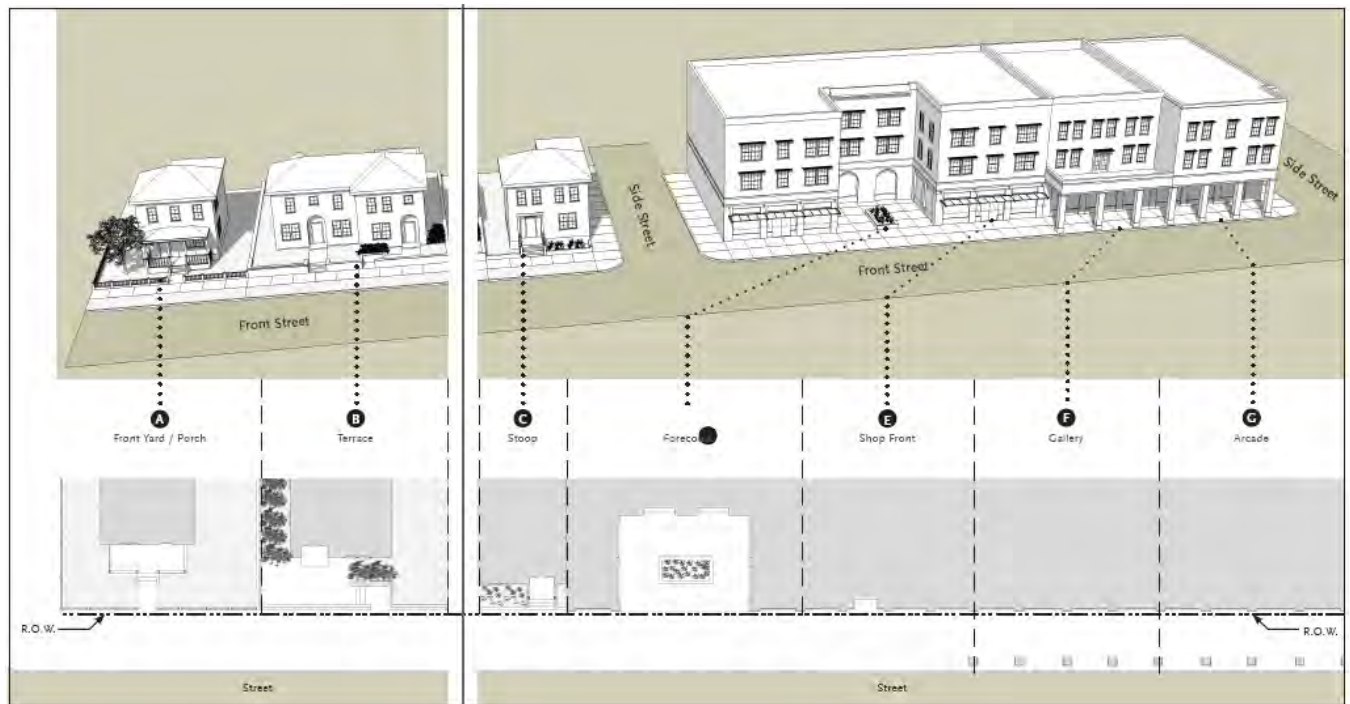 Side Street
Side Street
Front Street
Front Street
A
B
C
E
F
G
Front Yard / Porch
Terrace
Stoop
Shop Front
Gallery
Arcade
R.O.W.
R.O.W.
Street
Street